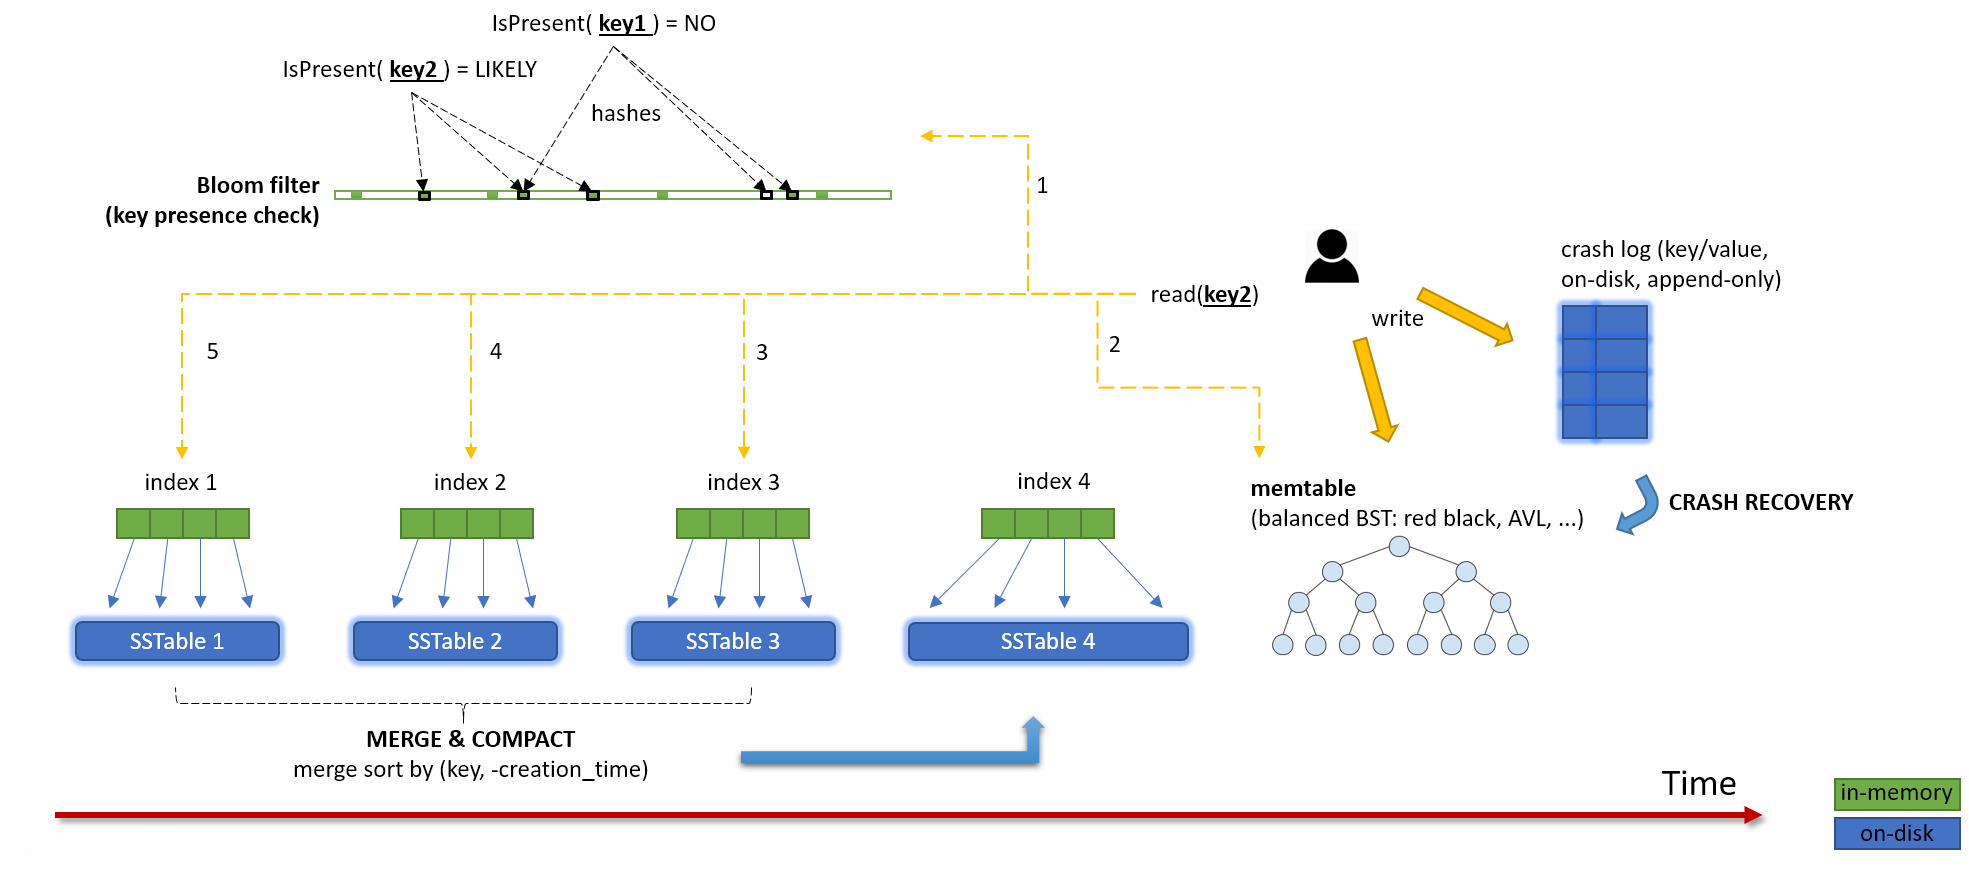 IsPresent( key1 ) = NO
IsPresent( key2 ) = LIKELY
hashes
Bloom filter
(key presence check)
1
crash log (key/value,
on-disk, append-only)
read(key2)
write
5
4
3
2
index 1
index 2
index 3
index 4
memtable
(balanced BST: red black, AVL, ...)
CRASH RECOVERY
SSTable 1
SSTable 2
SSTable 3
SSTable 4
MERGE & COMPACT
merge sort by (key, -creation_time)
Time
in-memory
on-disk